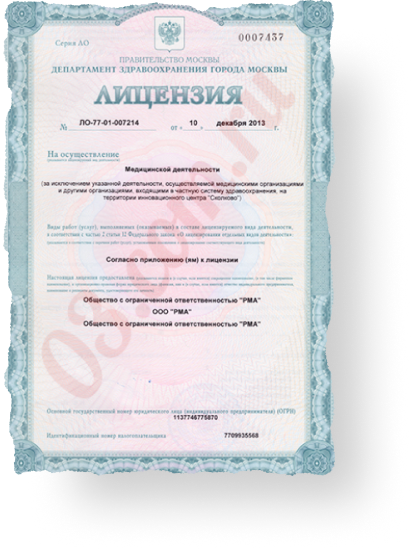 Серия АО
0007437
ПРАВИТЕЛЬСТВО МОСКВЫ
ДЕПАРТАМЕНТ ЗДРАВООХРАНЕНИЯ ГОРОДА МОСКВЫ
ЛИЦЕНЗИЯ
№ ЛО-77-01-007214 от « 10 » декабря 2013 г.
На осуществление
Медицинской деятельности
(за исключением указанной деятельности, осуществляемой медицинскими организациями
и другими организациями, входящими в частную систему здравоохранения, на
территории инновационного центра "Сколково")
Виды работ (услуг), выполняемых (оказываемых) в составе лицензируемого вида деятельности,
в соответствии с частью 2 статьи 12 Федерального закона «О лицензировании отдельных видов деятельности»:
Согласно приложению (ям) к лицензии
Настоящая лицензия предоставлена
Общество с ограниченной ответственностью "РМА"
ООО "РМА"
Общество с ограниченной ответственностью "РМА"
Основной государственный номер юридического лица (индивидуального предпринимателя) (ОГРН)
1137746775870
Идентификационный номер налогоплательщика 7709935568